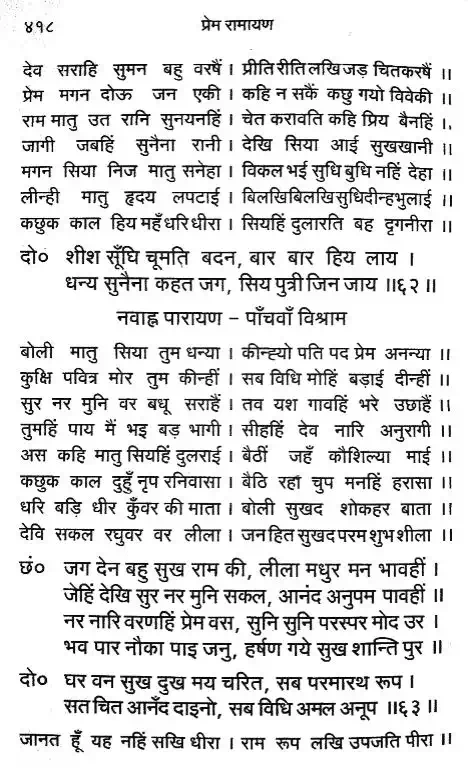 ४१८ प्रेम रामायण
देव सराहि सुमन बहु वरषैं । प्रीति रीति लखि जड़ चितकरषैं ॥
प्रेम मगन दोऊ जन एकी । कहि न सकैं कछु गयो विवेकी ॥
राम मातु उत रानि सुनयनहिं । चेत करावति कहि प्रिय बैनहिं ।.
जागी जबहिं सुनैना रानी । देखि सिया आई सुखखानी ॥
मगन सिया निज मातु सनेहा । विकल भई सुधि बुधि नहिं देहा ॥
लीन्ही मातु हृदय लपटाई । बिलखि बिलखि सुधि दीन्ह भुलाई ॥
कछुक काल हिय महँ धरि धीरा । सियहिं दुलारति बह दृगनीरा ॥
दो० शीश सूँघि चूमति बदन, बार बार हिय लाय ।
धन्य सुनैना कहत जग, सिय पुत्री जिन जाय ॥६२॥
नवाह्न पारायण – पाँचवाँ विश्राम
बोली मातु सिया तुम धन्या । कीन्ह्यो पति पद प्रेम अनन्या ॥
कुक्षि पवित्र मोर तुम कीन्हीं । सब विधि मोहिं बड़ाई दीन्हीं ॥
सुर नर मुनि वर बधू सराहैं । तव यश गावहिं भरे उछाहैं ॥
तुमहिं पाय मैं भइ बड़ भागी । सीहहिं देव नारि अनुरागी ॥
अस कहि मातु सियहिं दुलराई । बैठीं जहँ कौशिल्या माई ॥
कछुक काल दुहुँ नृप रनिवासा । बैठि रहा चुप मनहिं हरासा ॥
धरि बड़ि धीर कुँवर की माता । बोली सुखद शोकहर बाता ॥
देवि सकल रघुवर वर लीला । जन हित सुखद परम शुभ शीला ॥
छं० जग देन बहु सुख राम की, लीला मधुर मन भावहीं ।
जेहिं देखि सुर नर मुनि सकल, आनंद अनुपम पावहीं ॥
नर नारि वरणहिं प्रेम वस, सुनि सुनि परस्पर मोद उर ।
भव पार नौका पाइ जनु, हर्षण गये सुख शान्ति पुर ॥
दो० घर वन सुख दुख मय चरित, सब परमारथ रूप ।
सत चित आनँद दाइनो, सब विधि अमल अनूप ॥६३॥
जानत हूँ यह नहिं सखि धीरा । राम रूप लखि उपजति पीरा ॥